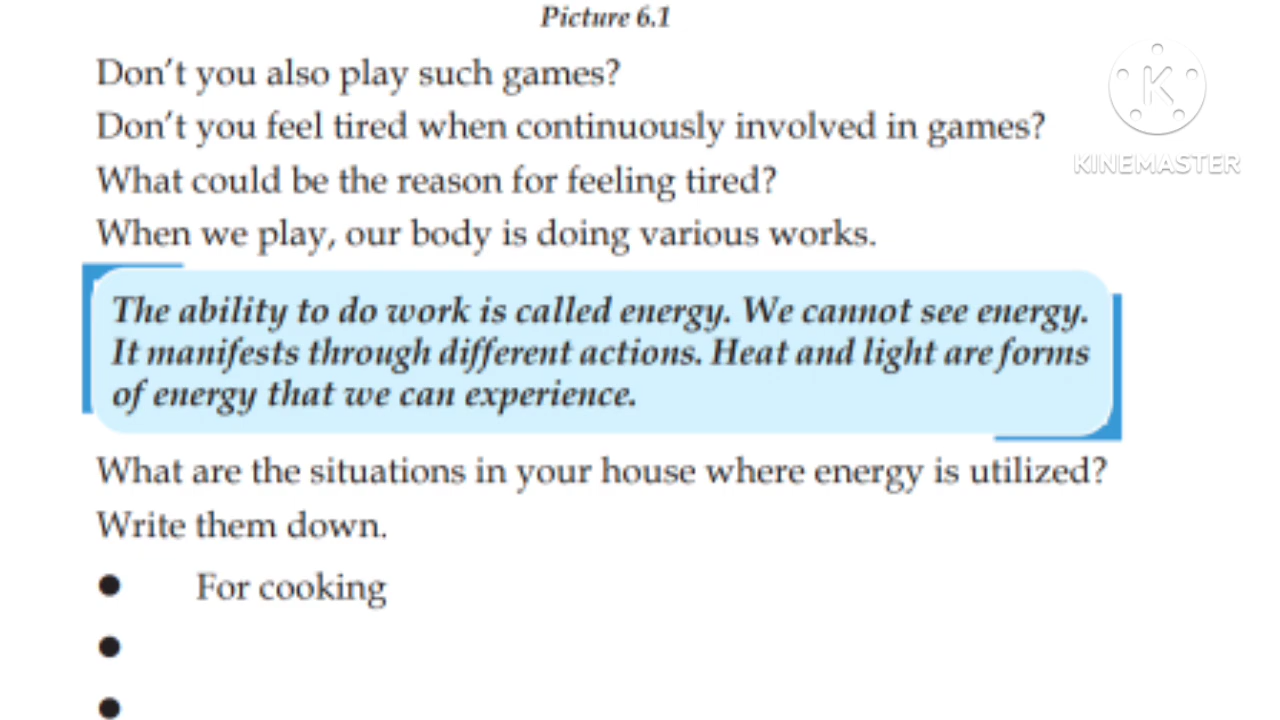 Picture 6.1
Don't you also play such games?
Don't you feel tired when continuously involved in games?
What could be the reason for feeling tired?
When we play, our body is doing various works.
K
KINEMASTER
The ability to do work is called energy. We cannot see energy.
It manifests through different actions. Heat and light are forms
of energy that we can experience.
What are the situations in your house where energy is utilized?
Write them down.
● For cooking
●
●